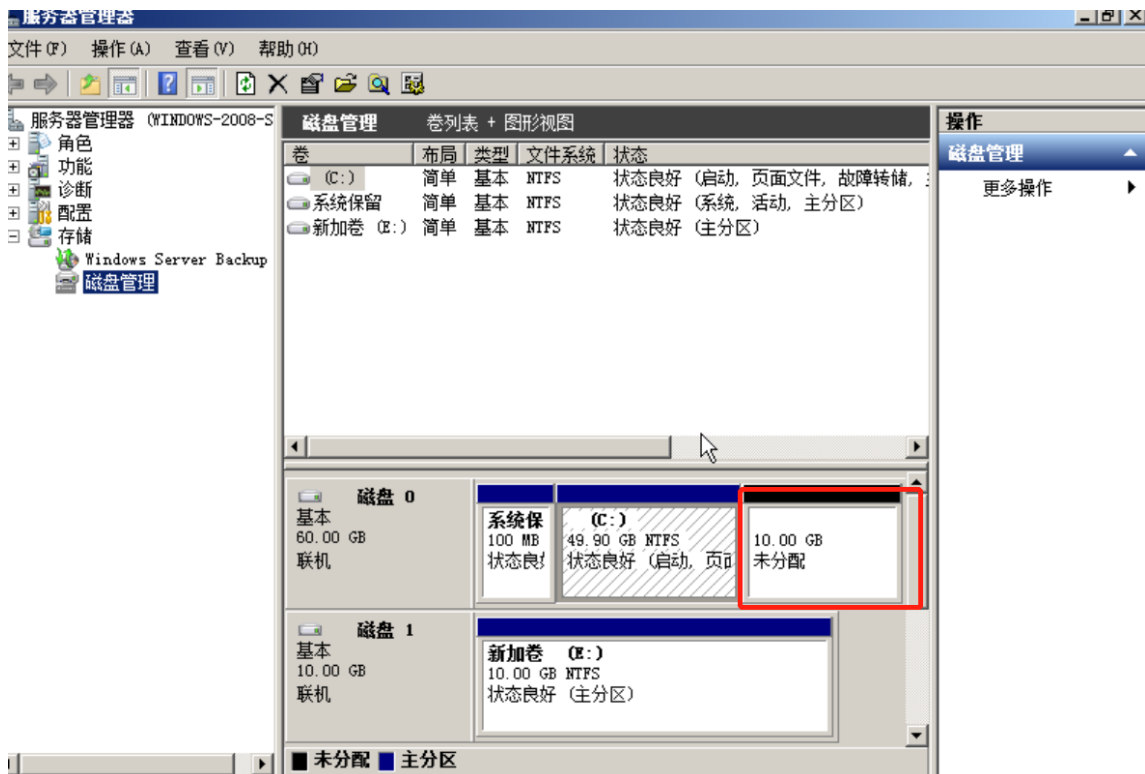 服务器管理器
文件(F) 操作(A) 查看(V) 帮助(H)
服务器管理器 (WINDOWS-2008-S
角色
功能
诊断
配置
存储
Windows Server Backup
磁盘管理
磁盘管理 卷列表 + 图形视图
卷 布局 类型 文件系统 状态
(C:) 简单 基本 NTFS 状态良好 (启动, 页面文件, 故障转储,
系统保留 简单 基本 NTFS 状态良好 (系统, 活动, 主分区)
新加卷 (E:) 简单 基本 NTFS 状态良好 (主分区)
磁盘 0
基本
60.00 GB
联机
系统保
100 MB
状态良
(C:)
49.90 GB NTFS
状态良好 (启动, 页面
10.00 GB
未分配
磁盘 1
基本
10.00 GB
联机
新加卷 (E:)
10.00 GB NTFS
状态良好 (主分区)
未分配 主分区
操作
磁盘管理
更多操作